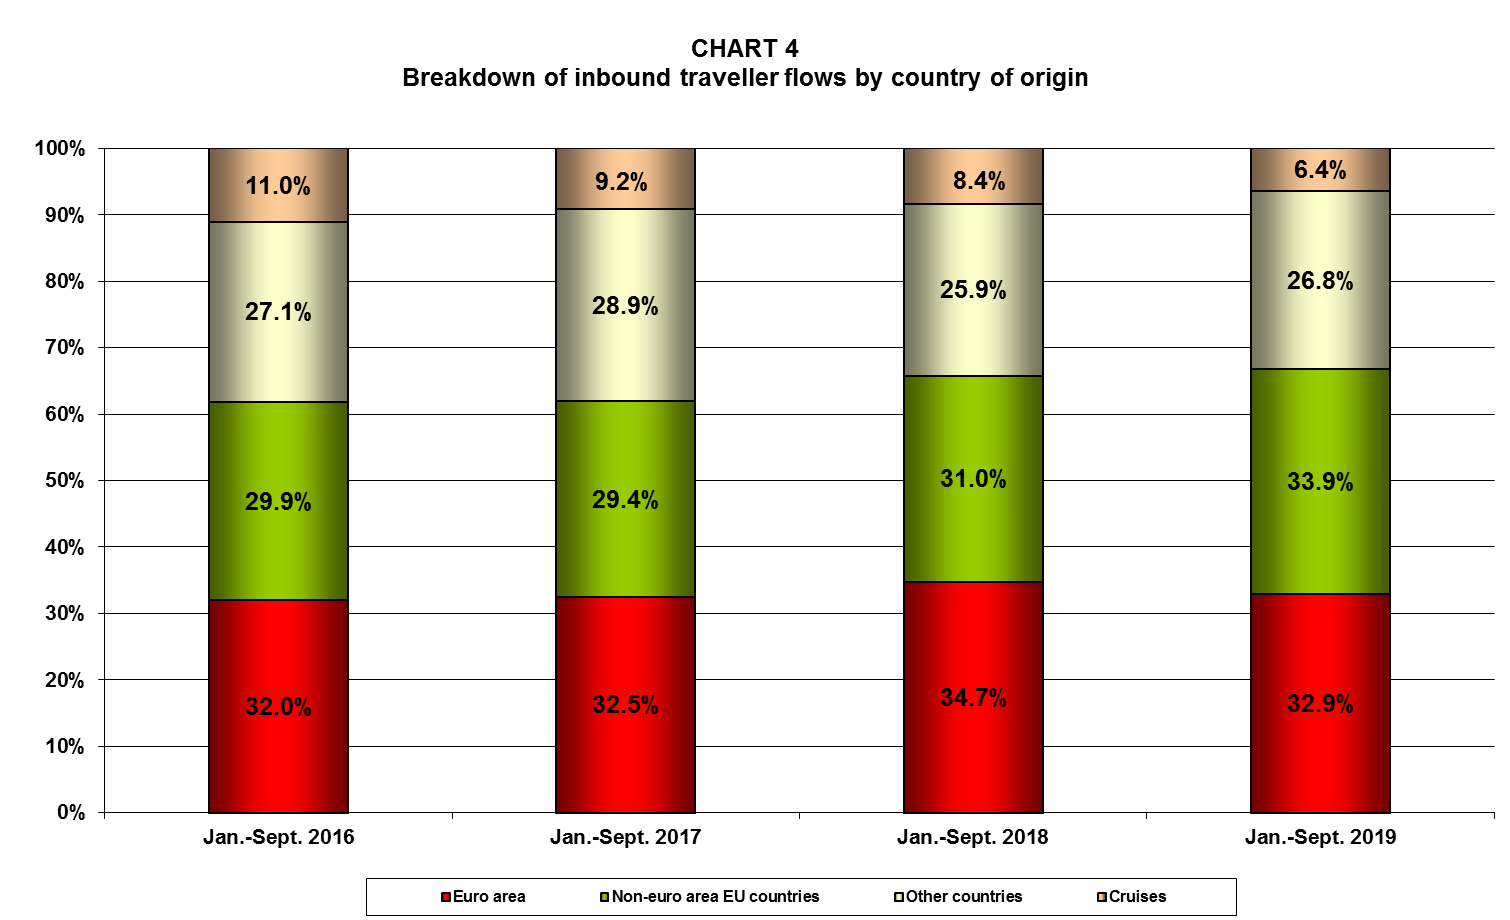 CHART 4
Breakdown of inbound traveller flows by country of origin
100%
90%
80%
70%
60%
50%
40%
30%
20%
10%
0%
11.0%
27.1%
29.9%
32.0%
9.2%
28.9%
29.4%
32.5%
8.4%
25.9%
31.0%
34.7%
6.4%
26.8%
33.9%
32.9%
Jan.-Sept. 2016
Jan.-Sept. 2017
Jan.-Sept. 2018
Jan.-Sept. 2019
Euro area
Non-euro area EU countries
Other countries
Cruises